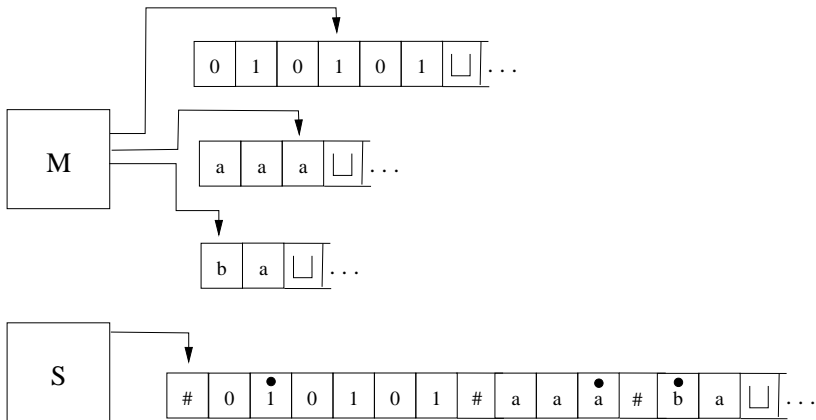 0 1 0 1 0 1 ⊔ . . .
M
a a a ⊔ . . .
b a ⊔ . . .
S
# 0 1 0 1 0 1 # a a a # b a ⊔ . . .